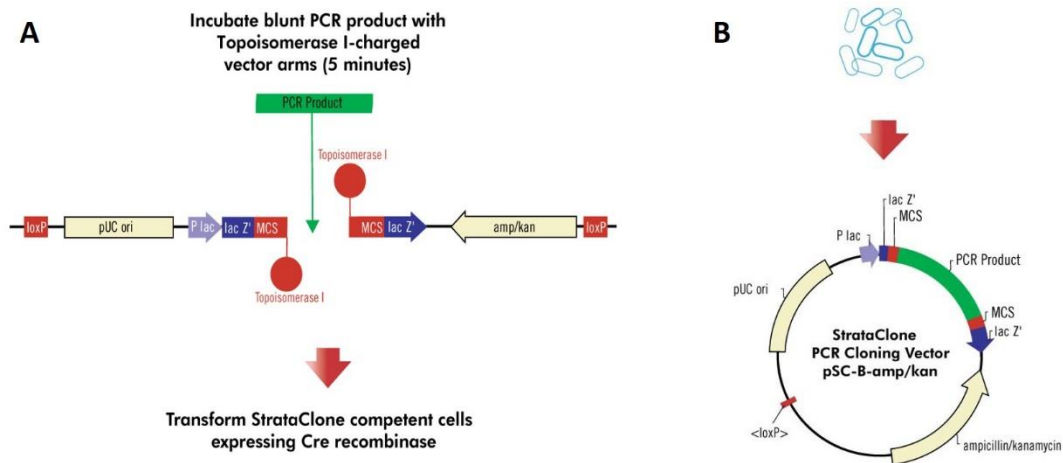 A
Incubate blunt PCR product with
Topoisomerase I-charged
vector arms (5 minutes)
PCR Product
Topoisomerase I
loxP
pUC ori
P lac
lac Z'
MCS
MCS
lac Z'
amp/kan
loxP
Topoisomerase I
Transform StrataClone competent cells
expressing Cre recombinase
B
lac Z'
MCS
P lac
PCR Product
pUC ori
MCS
lac Z'
StrataClone
PCR Cloning Vector
pSC-B-amp/kan
<loxP>
ampicillin/kanamycin